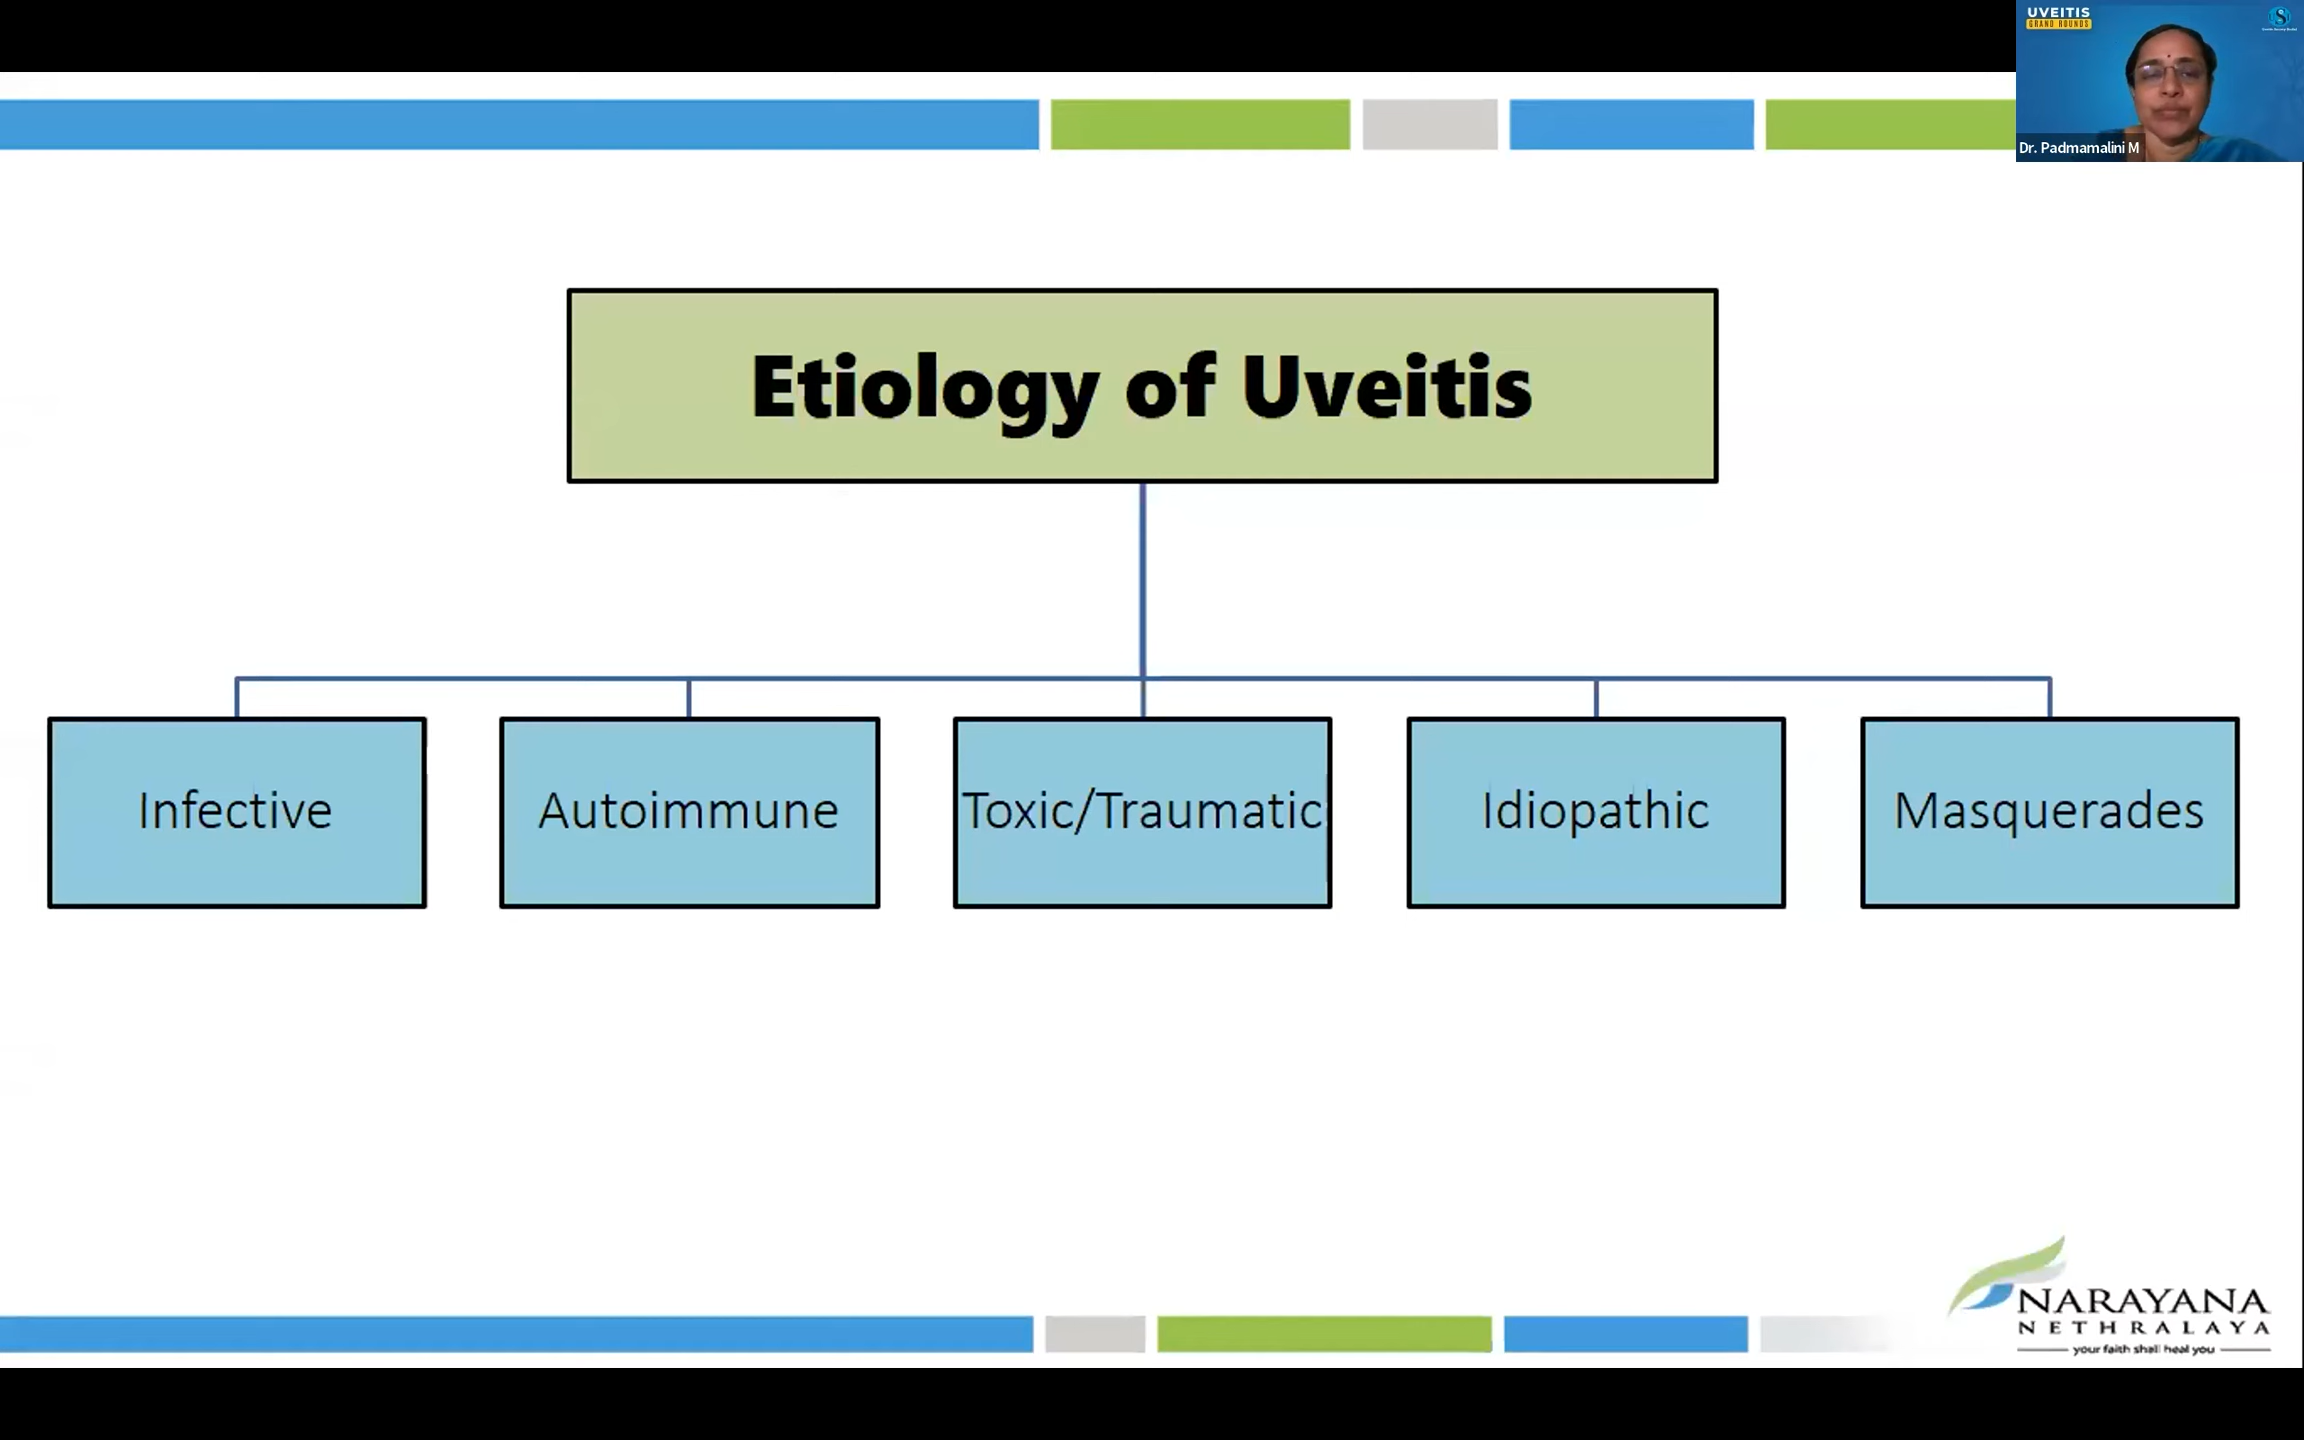 UVEITIS
GRAND ROUNDS
Dr. Padmamalini M
Etiology of Uveitis
Infective
Autoimmune
Toxic/Traumatic
Idiopathic
Masquerades
NARAYANA
NETHRALAYA
your faith shall heal you